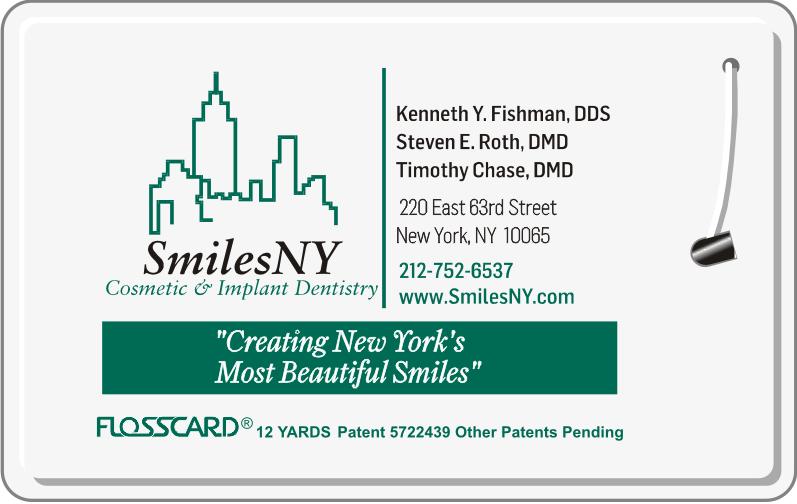 SmilesNY
Cosmetic & Implant Dentistry
Kenneth Y. Fishman, DDS
Steven E. Roth, DMD
Timothy Chase, DMD
220 East 63rd Street
New York, NY 10065
212-752-6537
www.SmilesNY.com
"Creating New York's
Most Beautiful Smiles"
FLOSSCARD® 12 YARDS Patent 5722439 Other Patents Pending